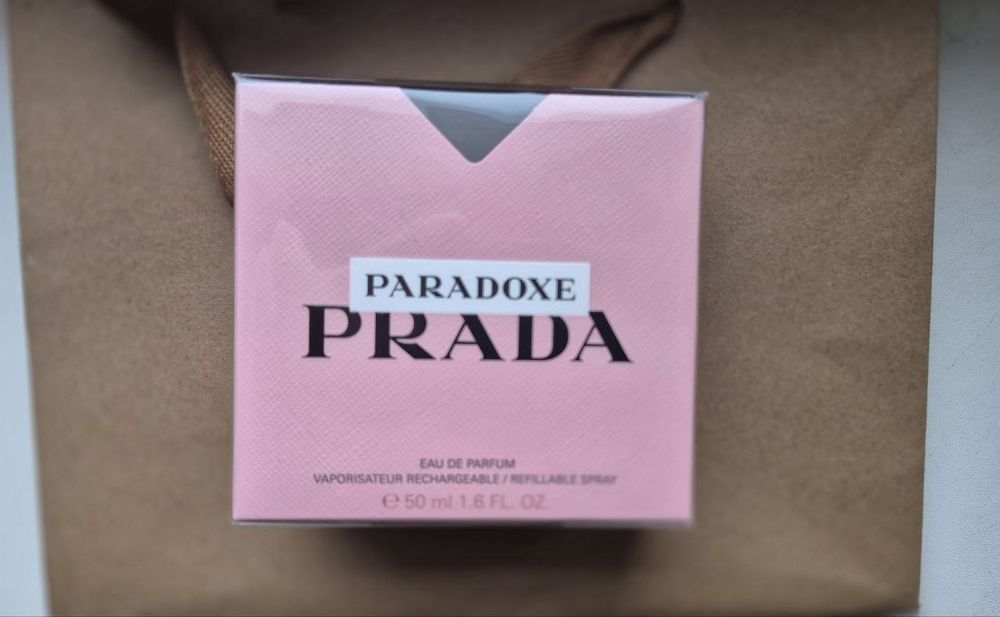 PARADOXE
PRADA
EAU DE PARFUM
VAPORISATEUR RECHARGEABLE / REFILLABLE SPRAY
℮ 50 ml 1.6 FL. OZ.